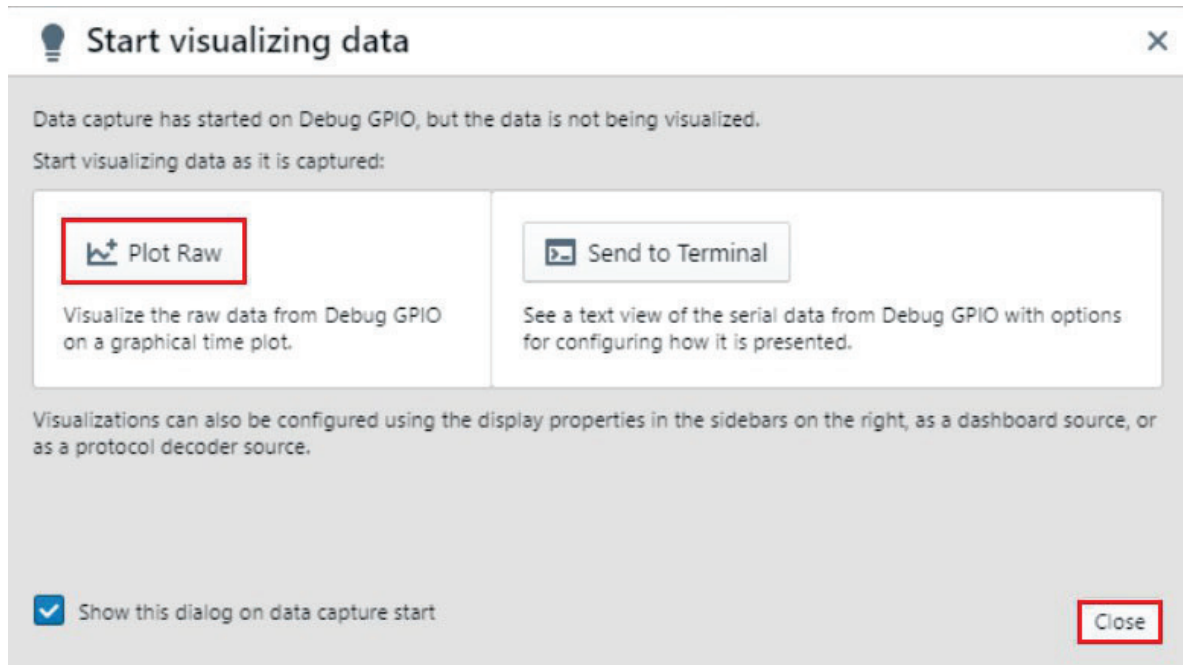 Start visualizing data
Data capture has started on Debug GPIO, but the data is not being visualized.
Start visualizing data as it is captured:
Plot Raw
Visualize the raw data from Debug GPIO
on a graphical time plot.
Send to Terminal
See a text view of the serial data from Debug GPIO with options
for configuring how it is presented.
Visualizations can also be configured using the display properties in the sidebars on the right, as a dashboard source, or
as a protocol decoder source.
Show this dialog on data capture start
Close